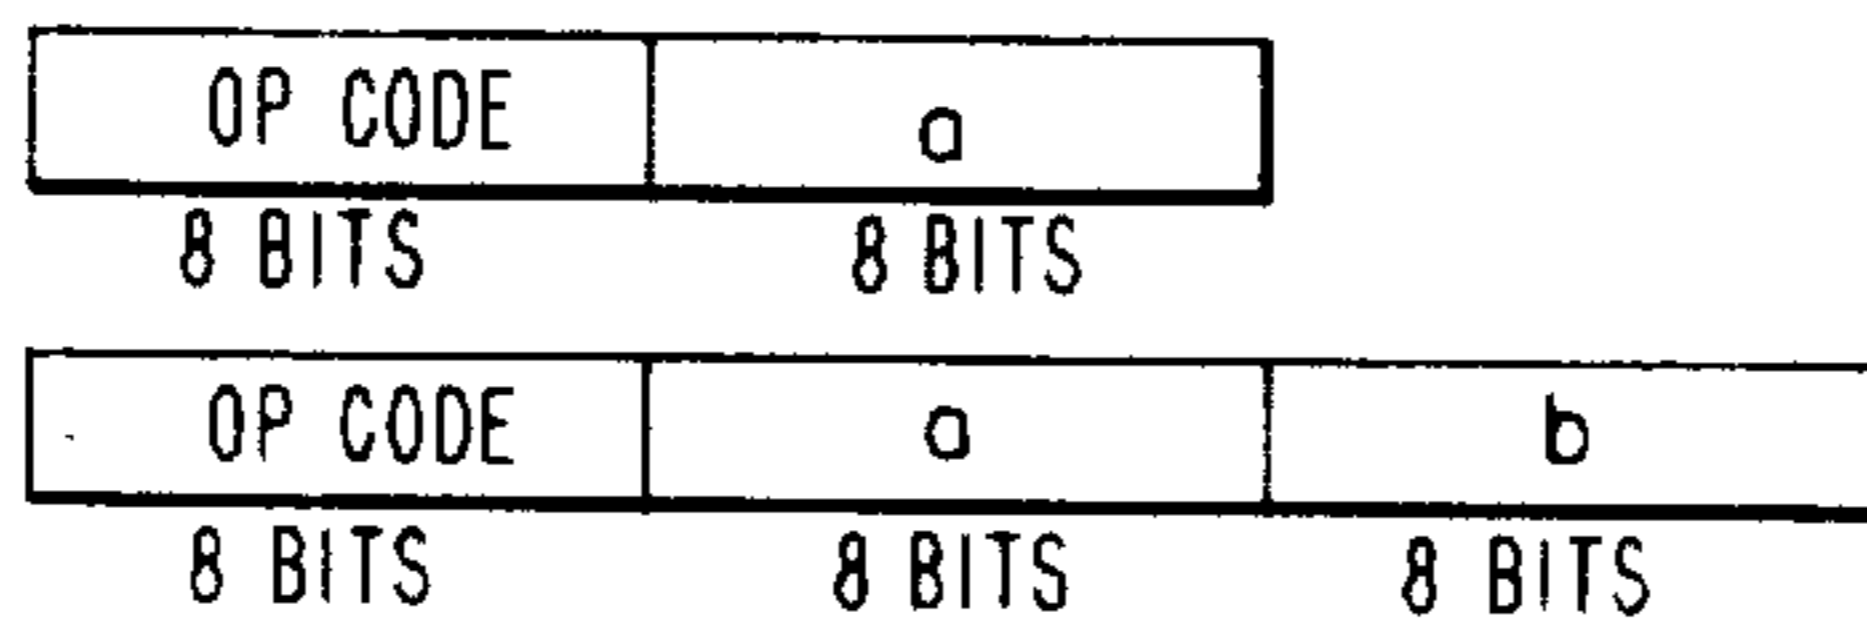 OP CODE a
8 BITS 8 BITS
OP CODE a b
8 BITS 8 BITS 8 BITS